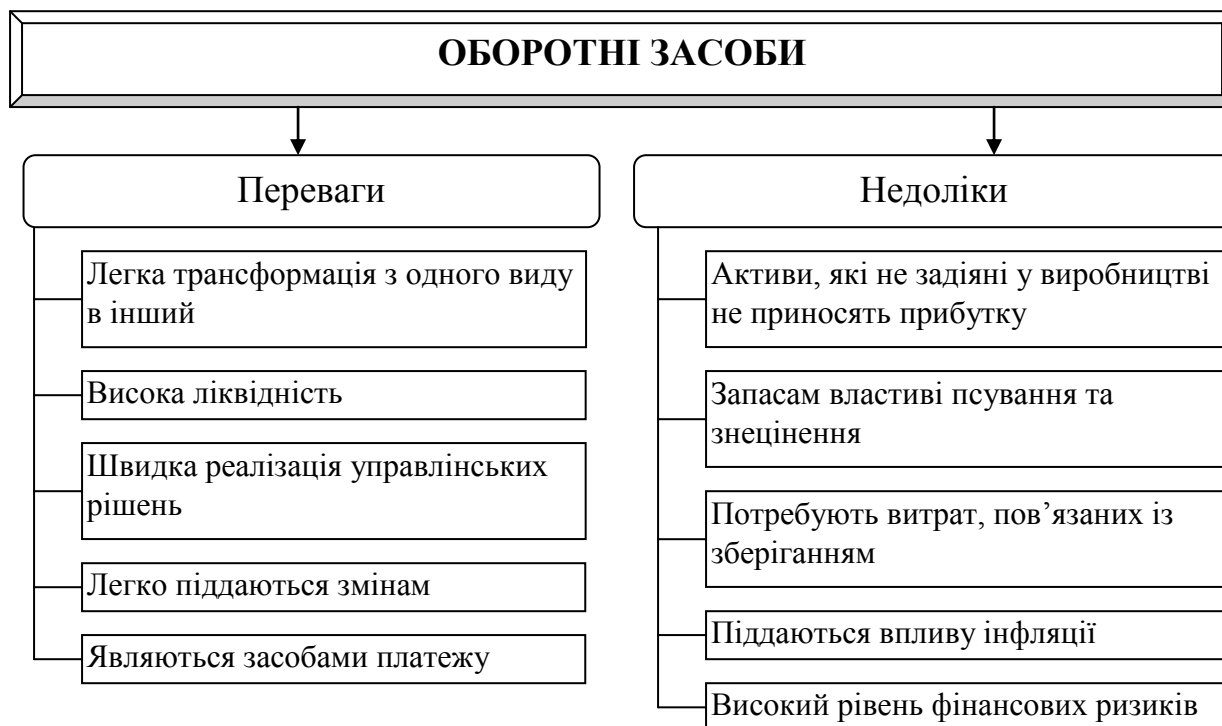 ОБОРОТНІ ЗАСОБИ
Переваги
Легка трансформація з одного виду
в інший
Висока ліквідність
Швидка реалізація управлінських
рішень
Легко піддаються змінам
Являються засобами платежу
Недоліки
Активи, які не задіяні у виробництві
не приносять прибутку
Запасам властиві псування та
знецінення
Потребують витрат, пов’язаних із
зберіганням
Піддаються впливу інфляції
Високий рівень фінансових ризиків